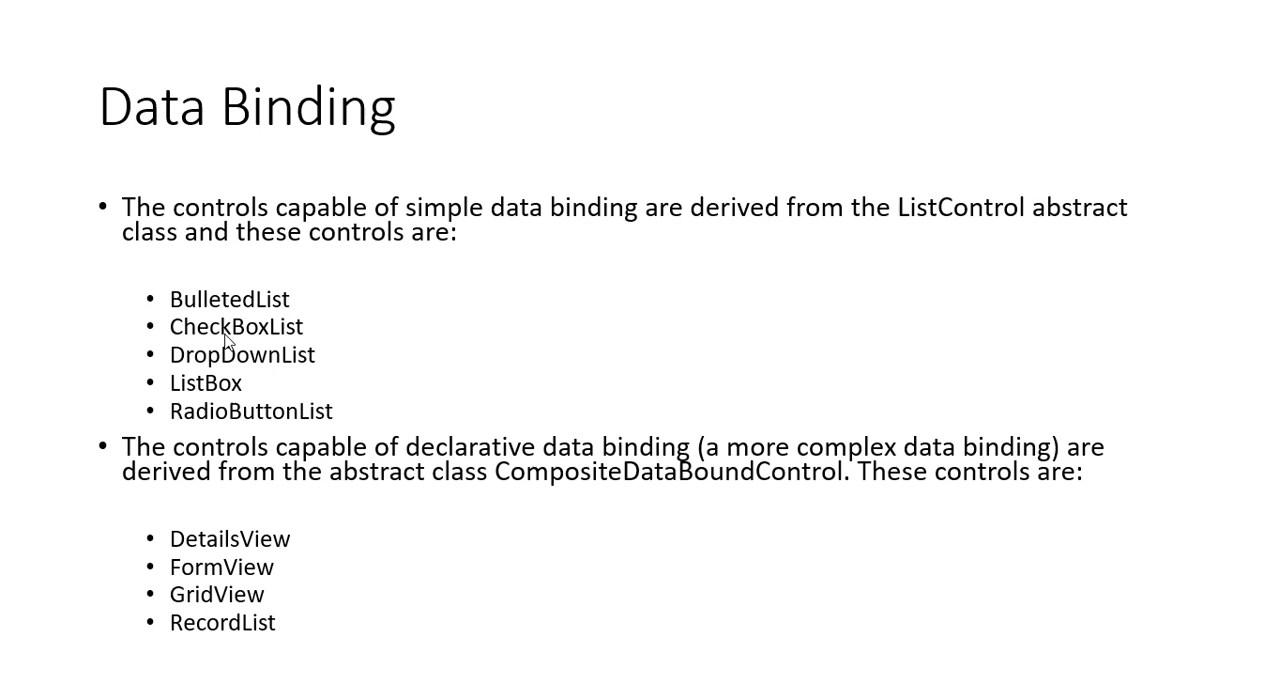 Data Binding
• The controls capable of simple data binding are derived from the ListControl abstract
class and these controls are:
• BulletedList
• CheckBoxList
• DropDownList
• ListBox
• RadioButtonList
• The controls capable of declarative data binding (a more complex data binding) are
derived from the abstract class CompositeDataBoundControl. These controls are:
• DetailsView
• FormView
• GridView
• RecordList